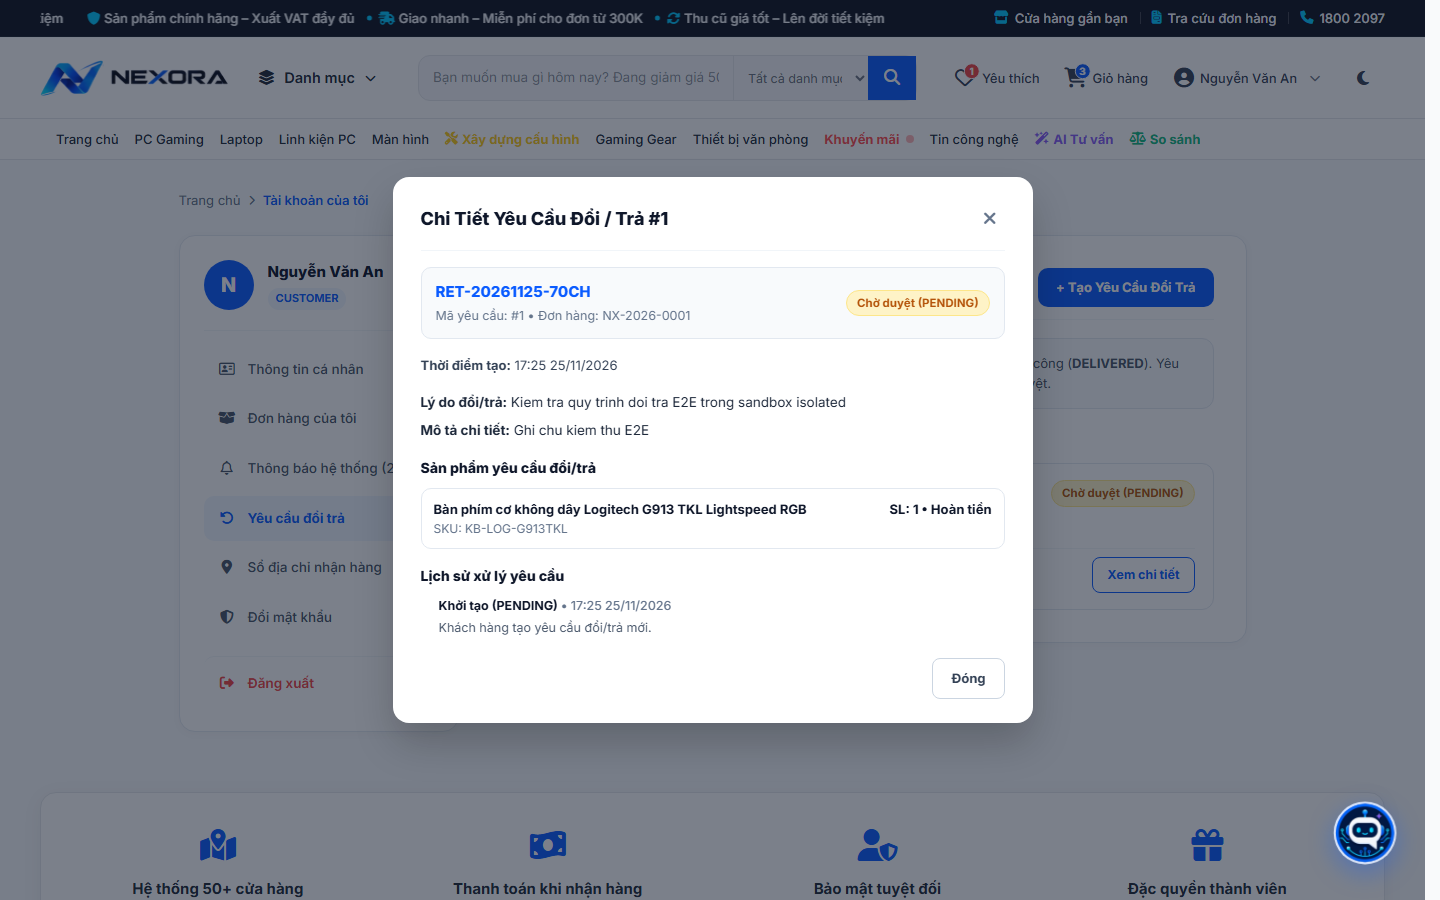 iệm Sản phẩm chính hãng – Xuất VAT đầy đủ • Giao nhanh – Miễn phí cho đơn từ 300K • Thu cũ giá tốt – Lên đời tiết kiệm Cửa hàng gần bạn Tra cứu đơn hàng 1800 2097
NEXORA Danh mục Bạn muốn mua gì hôm nay? Đang giảm giá 50 Tất cả danh mục Yêu thích 1 Giỏ hàng 3 Nguyễn Văn An
Trang chủ PC Gaming Laptop Linh kiện PC Màn hình Xây dựng cấu hình Gaming Gear Thiết bị văn phòng Khuyến mãi Tin công nghệ AI Tư vấn So sánh
Trang chủ > Tài khoản của tôi
N Nguyễn Văn An
CUSTOMER
Thông tin cá nhân
Đơn hàng của tôi
Thông báo hệ thống (2
Yêu cầu đổi trả
Sổ địa chỉ nhận hàng
Đổi mật khẩu
Đăng xuất
+ Tạo Yêu Cầu Đổi Trả
công (DELIVERED). Yêu
ệt.
Chờ duyệt (PENDING)
Xem chi tiết
Chi Tiết Yêu Cầu Đổi / Trả #1
RET-20261125-70CH
Mã yêu cầu: #1 • Đơn hàng: NX-2026-0001
Chờ duyệt (PENDING)
Thời điểm tạo: 17:25 25/11/2026
Lý do đổi/trả: Kiem tra quy trinh doi tra E2E trong sandbox isolated
Mô tả chi tiết: Ghi chu kiem thu E2E
Sản phẩm yêu cầu đổi/trả
Bàn phím cơ không dây Logitech G913 TKL Lightspeed RGB SL: 1 • Hoàn tiền
SKU: KB-LOG-G913TKL
Lịch sử xử lý yêu cầu
Khởi tạo (PENDING) • 17:25 25/11/2026
Khách hàng tạo yêu cầu đổi/trả mới.
Đóng
Hệ thống 50+ cửa hàng Thanh toán khi nhận hàng Bảo mật tuyệt đối Đặc quyền thành viên